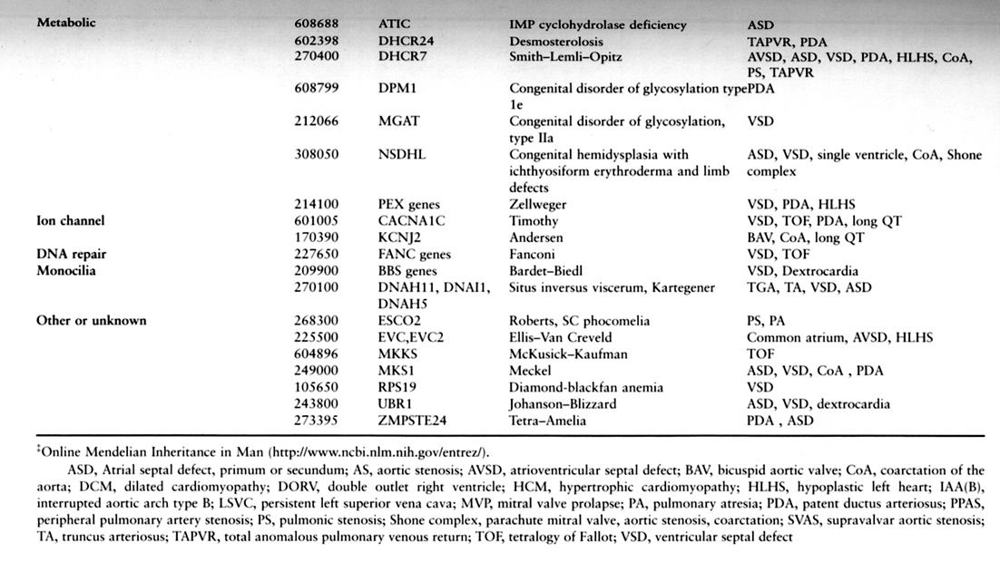 Metabolic 608688 ATIC IMP cyclohydrolase deficiency ASD
602398 DHCR24 Desmosterolosis TAPVR, PDA
270400 DHCR7 Smith–Lemli–Opitz AVSD, ASD, VSD, PDA, HLHS, CoA,
PS, TAPVR
608799 DPM1 Congenital disorder of glycosylation typePDA
1e
212066 MGAT Congenital disorder of glycosylation, VSD
type IIa
308050 NSDHL Congenital hemidysplasia with ASD, VSD, single ventricle, CoA, Shone
ichthyosiform erythroderma and limb complex
defects
214100 PEX genes Zellweger VSD, PDA, HLHS
Ion channel 601005 CACNA1C Timothy VSD, TOF, PDA, long QT
170390 KCNJ2 Andersen BAV, CoA, long QT
DNA repair 227650 FANC genes Fanconi VSD, TOF
Monocilia 209900 BBS genes Bardet–Biedl VSD, Dextrocardia
270100 DNAH11, DNAI1, Situs inversus viscerum, Kartegener TGA, TA, VSD, ASD
DNAH5
Other or unknown 268300 ESCO2 Roberts, SC phocomelia PS, PA
225500 EVC,EVC2 Ellis–Van Creveld Common atrium, AVSD, HLHS
604896 MKKS McKusick–Kaufman TOF
249000 MKS1 Meckel ASD, VSD, CoA , PDA
105650 RPS19 Diamond-blackfan anemia VSD
243800 UBR1 Johanson–Blizzard ASD, VSD, dextrocardia
273395 ZMPSTE24 Tetra–Amelia PDA , ASD
‡Online Mendelian Inheritance in Man (http://www.ncbi.nlm.nih.gov/entrez/).
ASD, Atrial septal defect, primum or secundum; AS, aortic stenosis; AVSD, atrioventricular septal defect; BAV, bicuspid aortic valve; CoA, coarctation of the
aorta; DCM, dilated cardiomyopathy; DORV, double outlet right ventricle; HCM, hypertrophic cardiomyopathy; HLHS, hypoplastic left heart; IAA(B),
interrupted aortic arch type B; LSVC, persistent left superior vena cava; MVP, mitral valve prolapse; PA, pulmonary atresia; PDA, patent ductus arteriosus; PPAS,
peripheral pulmonary artery stenosis; PS, pulmonic stenosis; Shone complex, parachute mitral valve, aortic stenosis, coarctation; SVAS, supravalvar aortic stenosis;
TA, truncus arteriosus; TAPVR, total anomalous pulmonary venous return; TOF, tetralogy of Fallot; VSD, ventricular septal defect